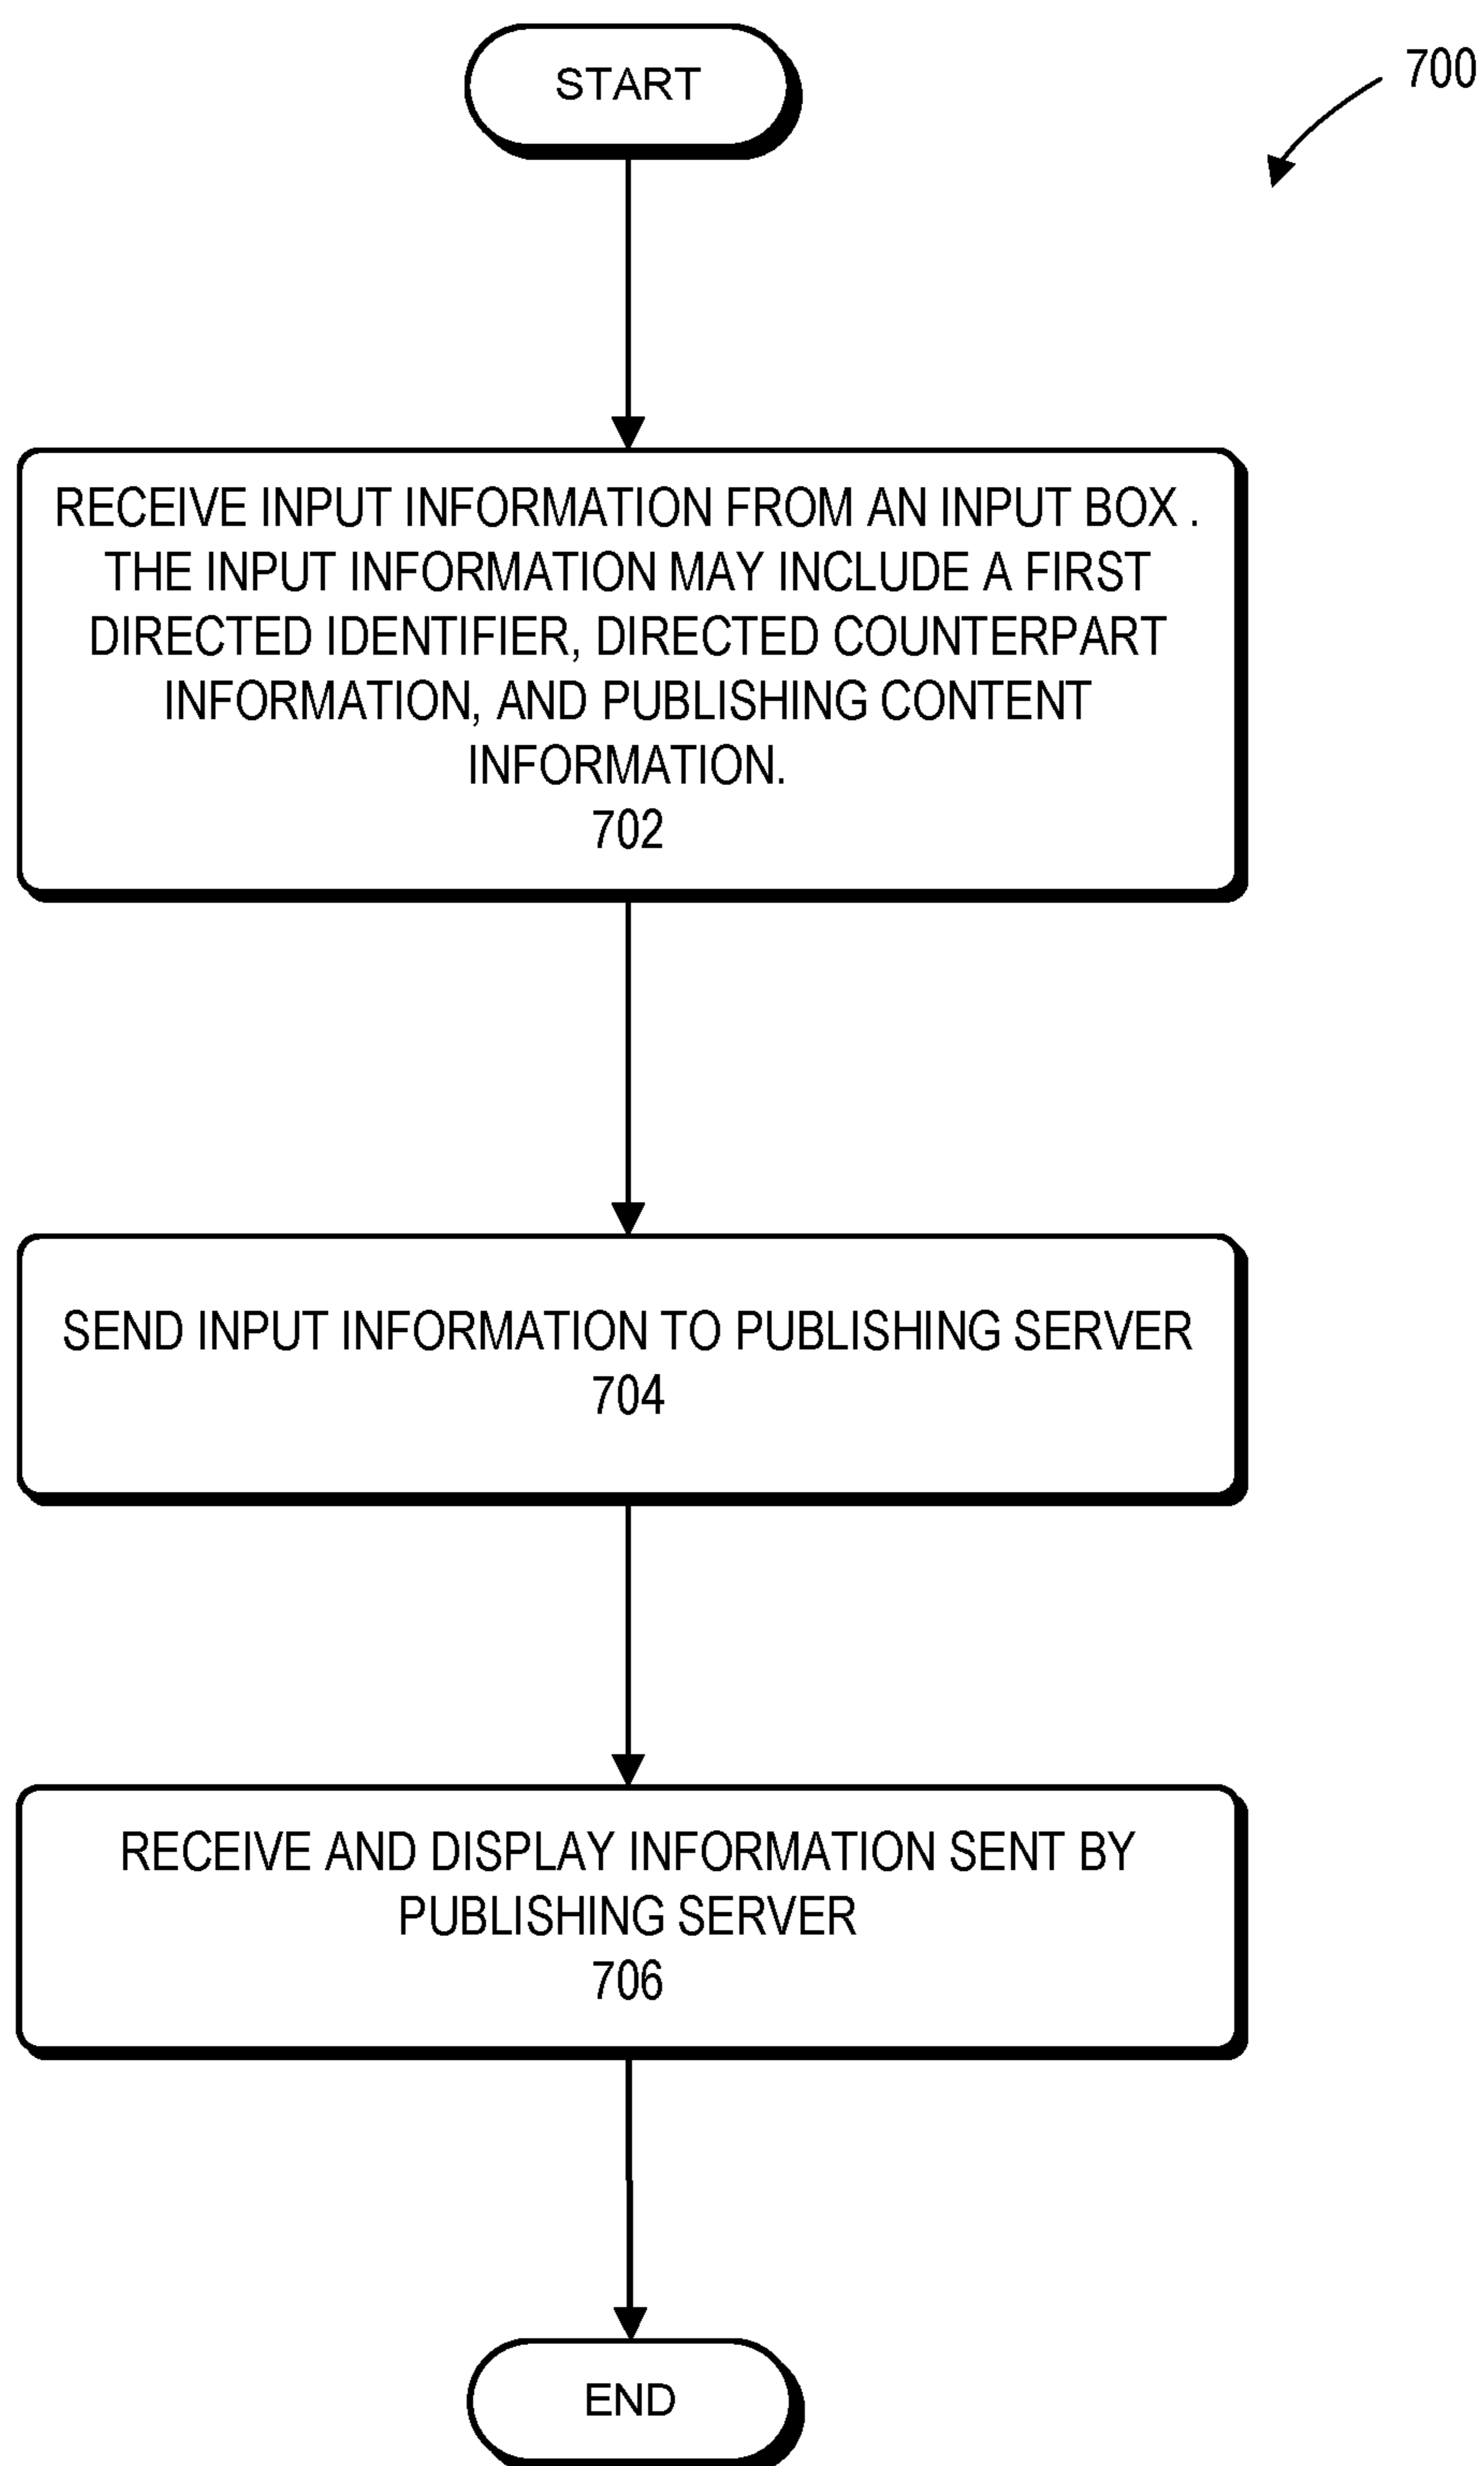 START
700
RECEIVE INPUT INFORMATION FROM AN INPUT BOX .
THE INPUT INFORMATION MAY INCLUDE A FIRST
DIRECTED IDENTIFIER, DIRECTED COUNTERPART
INFORMATION, AND PUBLISHING CONTENT
INFORMATION.
702
SEND INPUT INFORMATION TO PUBLISHING SERVER
704
RECEIVE AND DISPLAY INFORMATION SENT BY
PUBLISHING SERVER
706
END